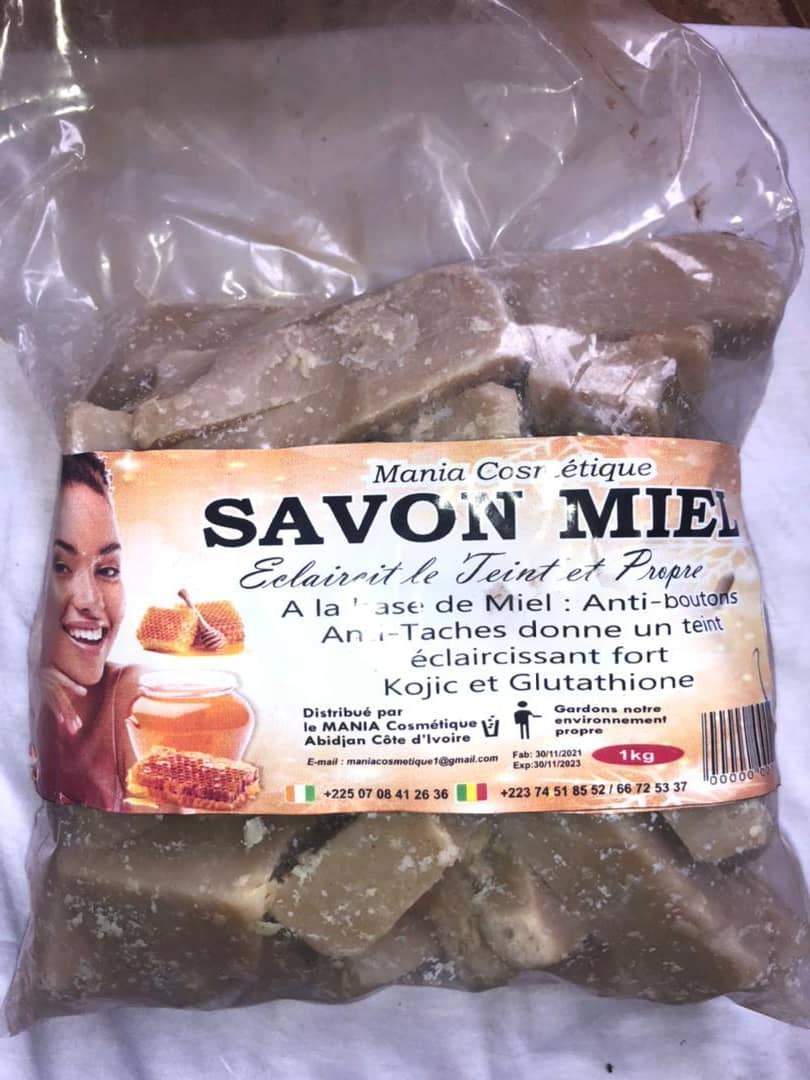 Mania Cosmétique
SAVON MIEL
Eclaircit le Teint et Propre
A la base de Miel : Anti-boutons
Anti-Taches donne un teint
éclaircissant fort
Kojic et Glutathione
Distribué par
le MANIA Cosmétique
Abidjan Côte d'Ivoire
Gardons notre
environnement
propre
E-mail : maniacosmetique1@gmail.com
Fab: 30/11/2021
Exp:30/11/2023
1kg
+225 07 08 41 26 36
+223 74 51 85 52 / 66 72 53 37